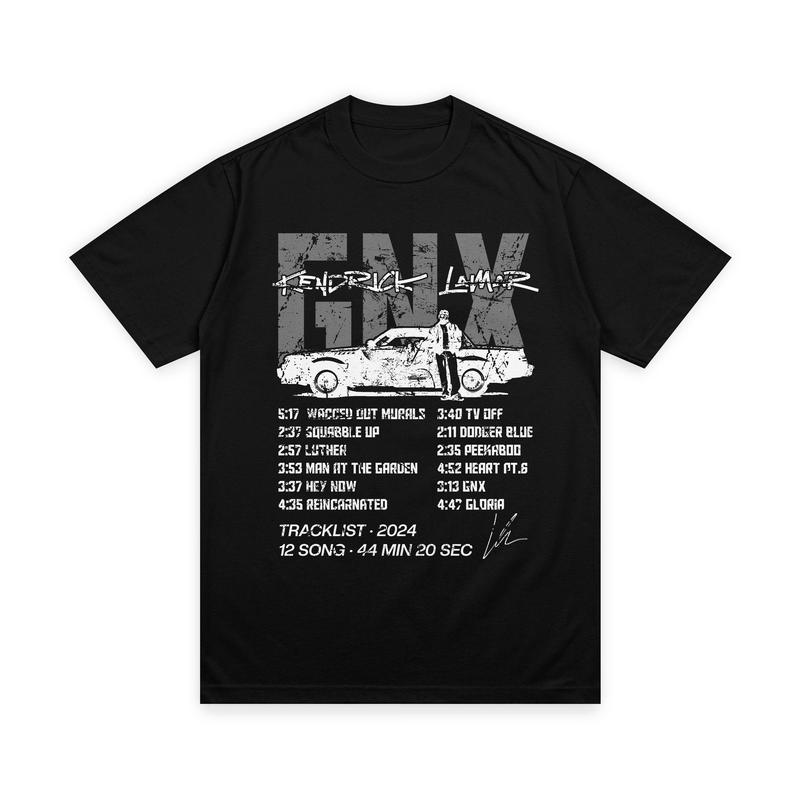 GNX
KENDRICK LAMAR
5:17 WACCED OUT MURALS
2:37 SQUABBLE UP
2:57 LUTHER
3:53 MAN AT THE GARDEN
3:37 HEY NOW
4:35 REINCARNATED
3:40 TV OFF
2:11 DODGER BLUE
2:35 PEEKABOO
4:52 HEART PT.6
3:13 GNX
4:47 GLORIA
TRACKLIST · 2024
12 SONG · 44 MIN 20 SEC